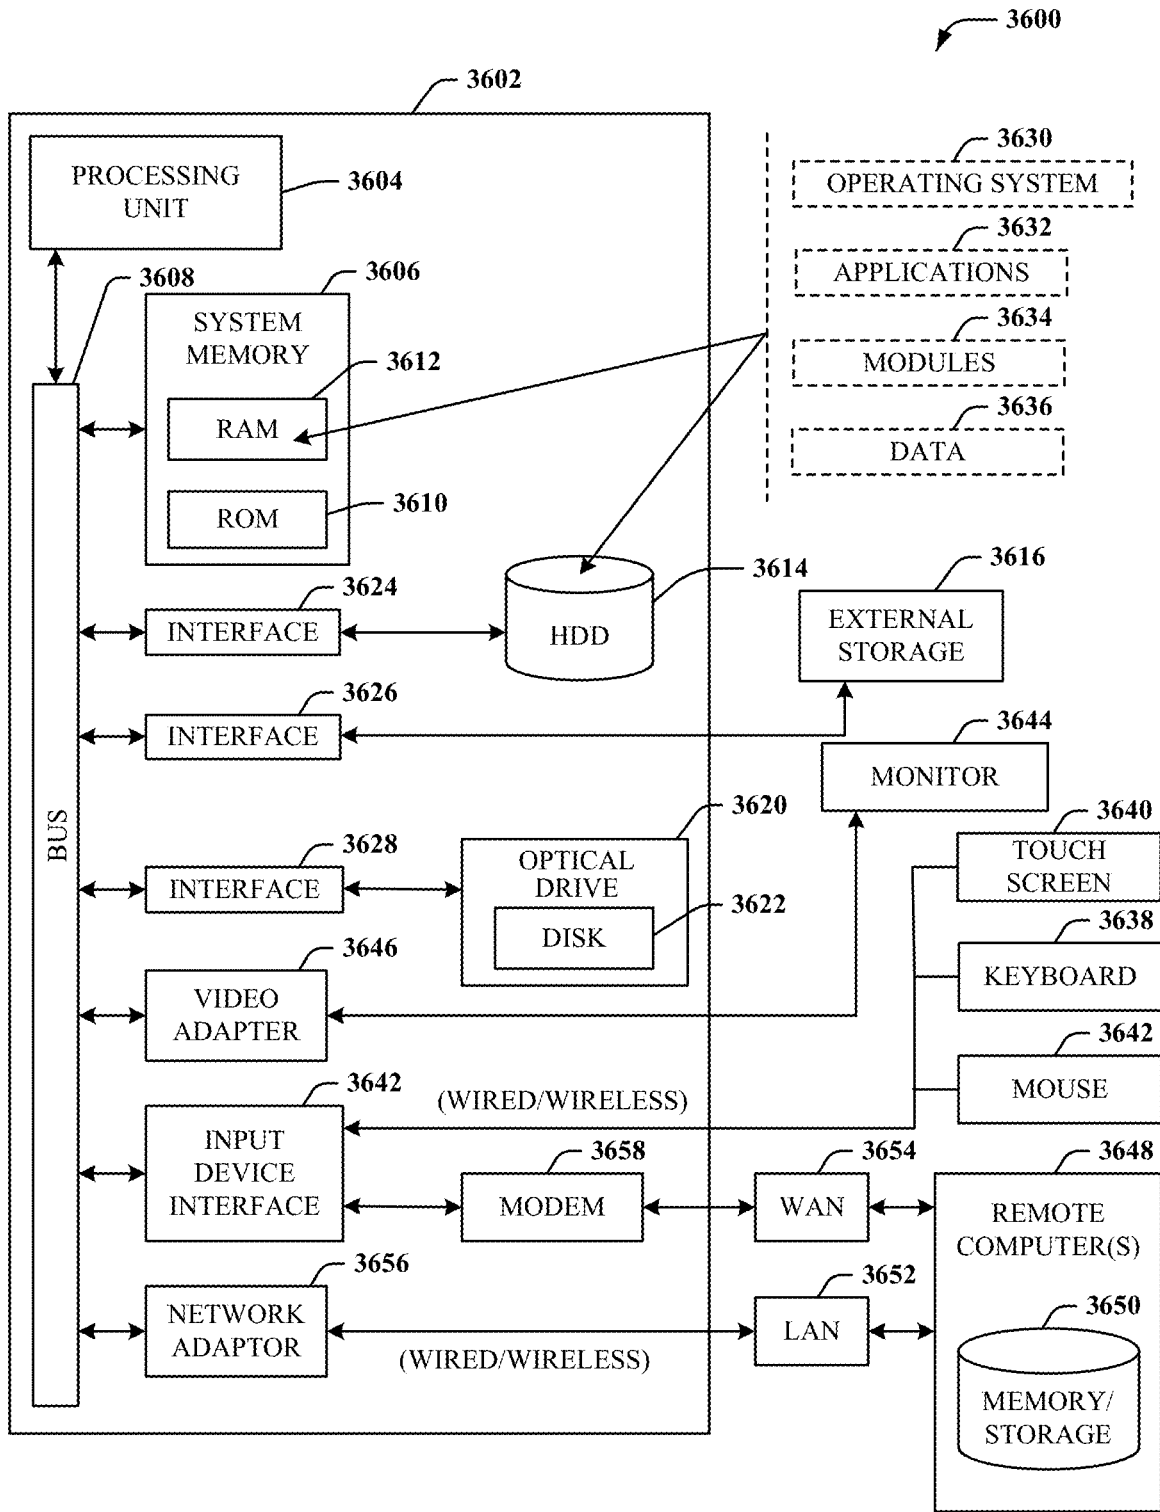 3600
3602
PROCESSING
UNIT
3604
3630
OPERATING SYSTEM
3632
APPLICATIONS
3634
MODULES
3636
DATA
3608
3606
SYSTEM
MEMORY
3612
RAM
3610
ROM
BUS
3624
INTERFACE
3614
HDD
3616
EXTERNAL
STORAGE
3626
INTERFACE
3644
MONITOR
3628
INTERFACE
3620
OPTICAL
DRIVE
3622
DISK
3640
TOUCH
SCREEN
3638
KEYBOARD
3642
MOUSE
3646
VIDEO
ADAPTER
3642
INPUT
DEVICE
INTERFACE
(WIRED/WIRELESS)
3658
MODEM
3654
WAN
3648
REMOTE
COMPUTER(S)
3656
NETWORK
ADAPTOR
(WIRED/WIRELESS)
3652
LAN
3650
MEMORY/
STORAGE